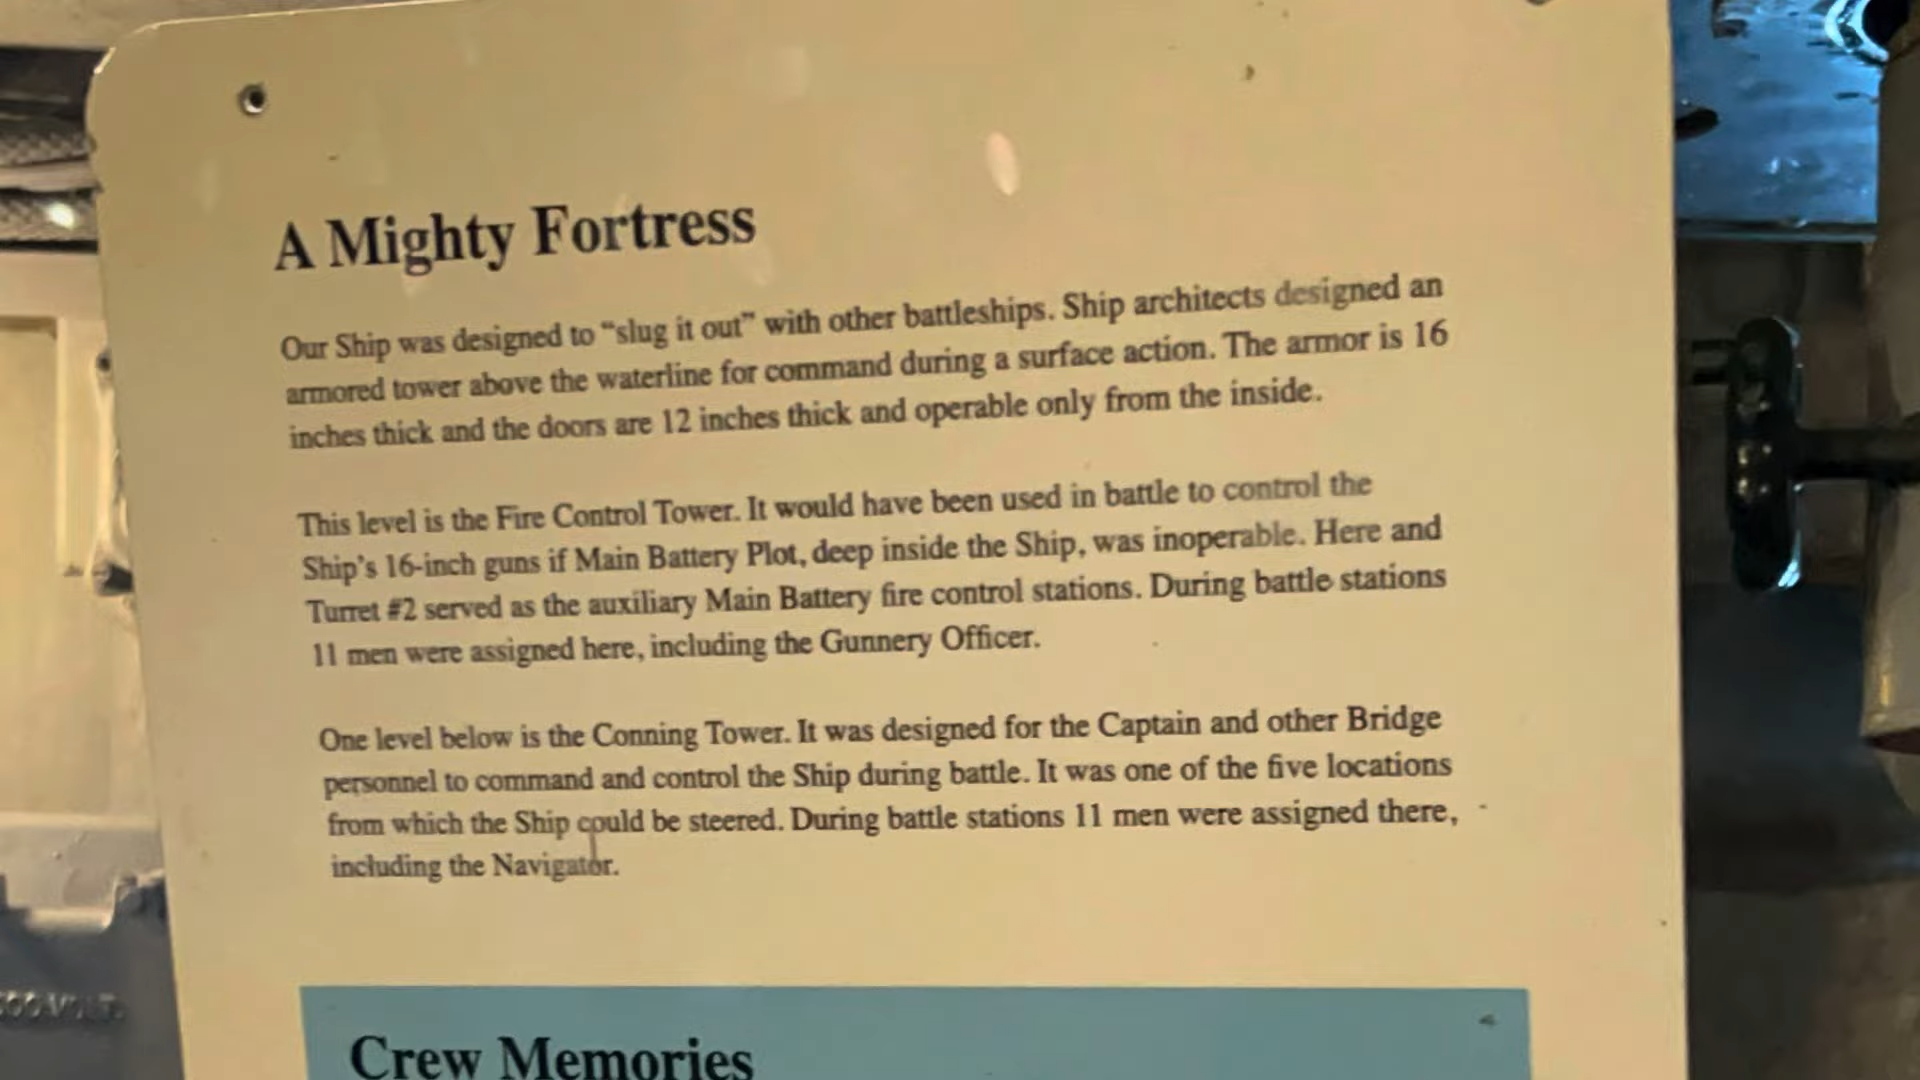 A Mighty Fortress
Our Ship was designed to “slug it out” with other battleships. Ship architects designed an
armored tower above the waterline for command during a surface action. The armor is 16
inches thick and the doors are 12 inches thick and operable only from the inside.
This level is the Fire Control Tower. It would have been used in battle to control the
Ship’s 16-inch guns if Main Battery Plot, deep inside the Ship, was inoperable. Here and
Turret #2 served as the auxiliary Main Battery fire control stations. During battle stations
11 men were assigned here, including the Gunnery Officer.
One level below is the Conning Tower. It was designed for the Captain and other Bridge
personnel to command and control the Ship during battle. It was one of the five locations
from which the Ship could be steered. During battle stations 11 men were assigned there,
including the Navigator.
Crew Memories